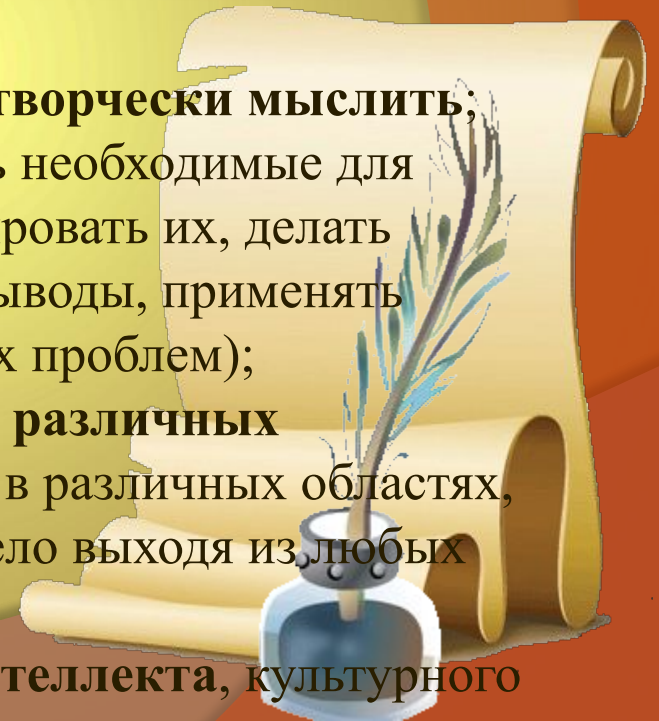 творчески мыслить;
ь необходимые для
ровать их, делать
ыводы, применять
х проблем);
различных
в различных областях,
ело выходя из любых
теллекта, культурного